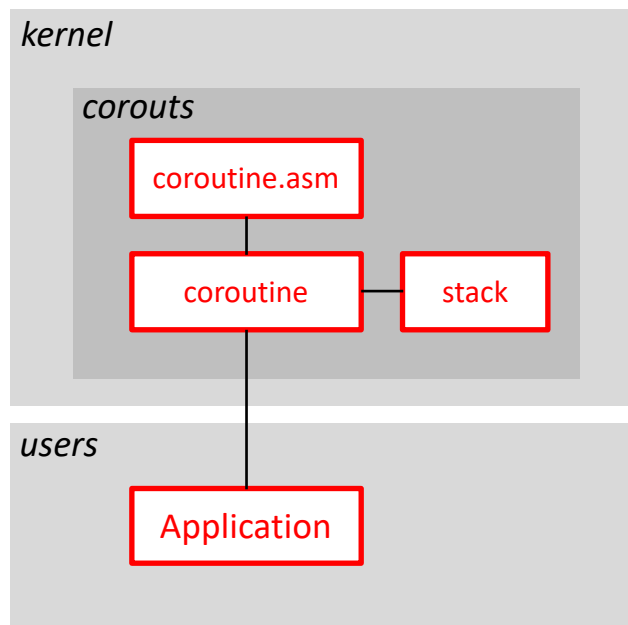 kernel
corouts
coroutine.asm
coroutine
stack
users
Application